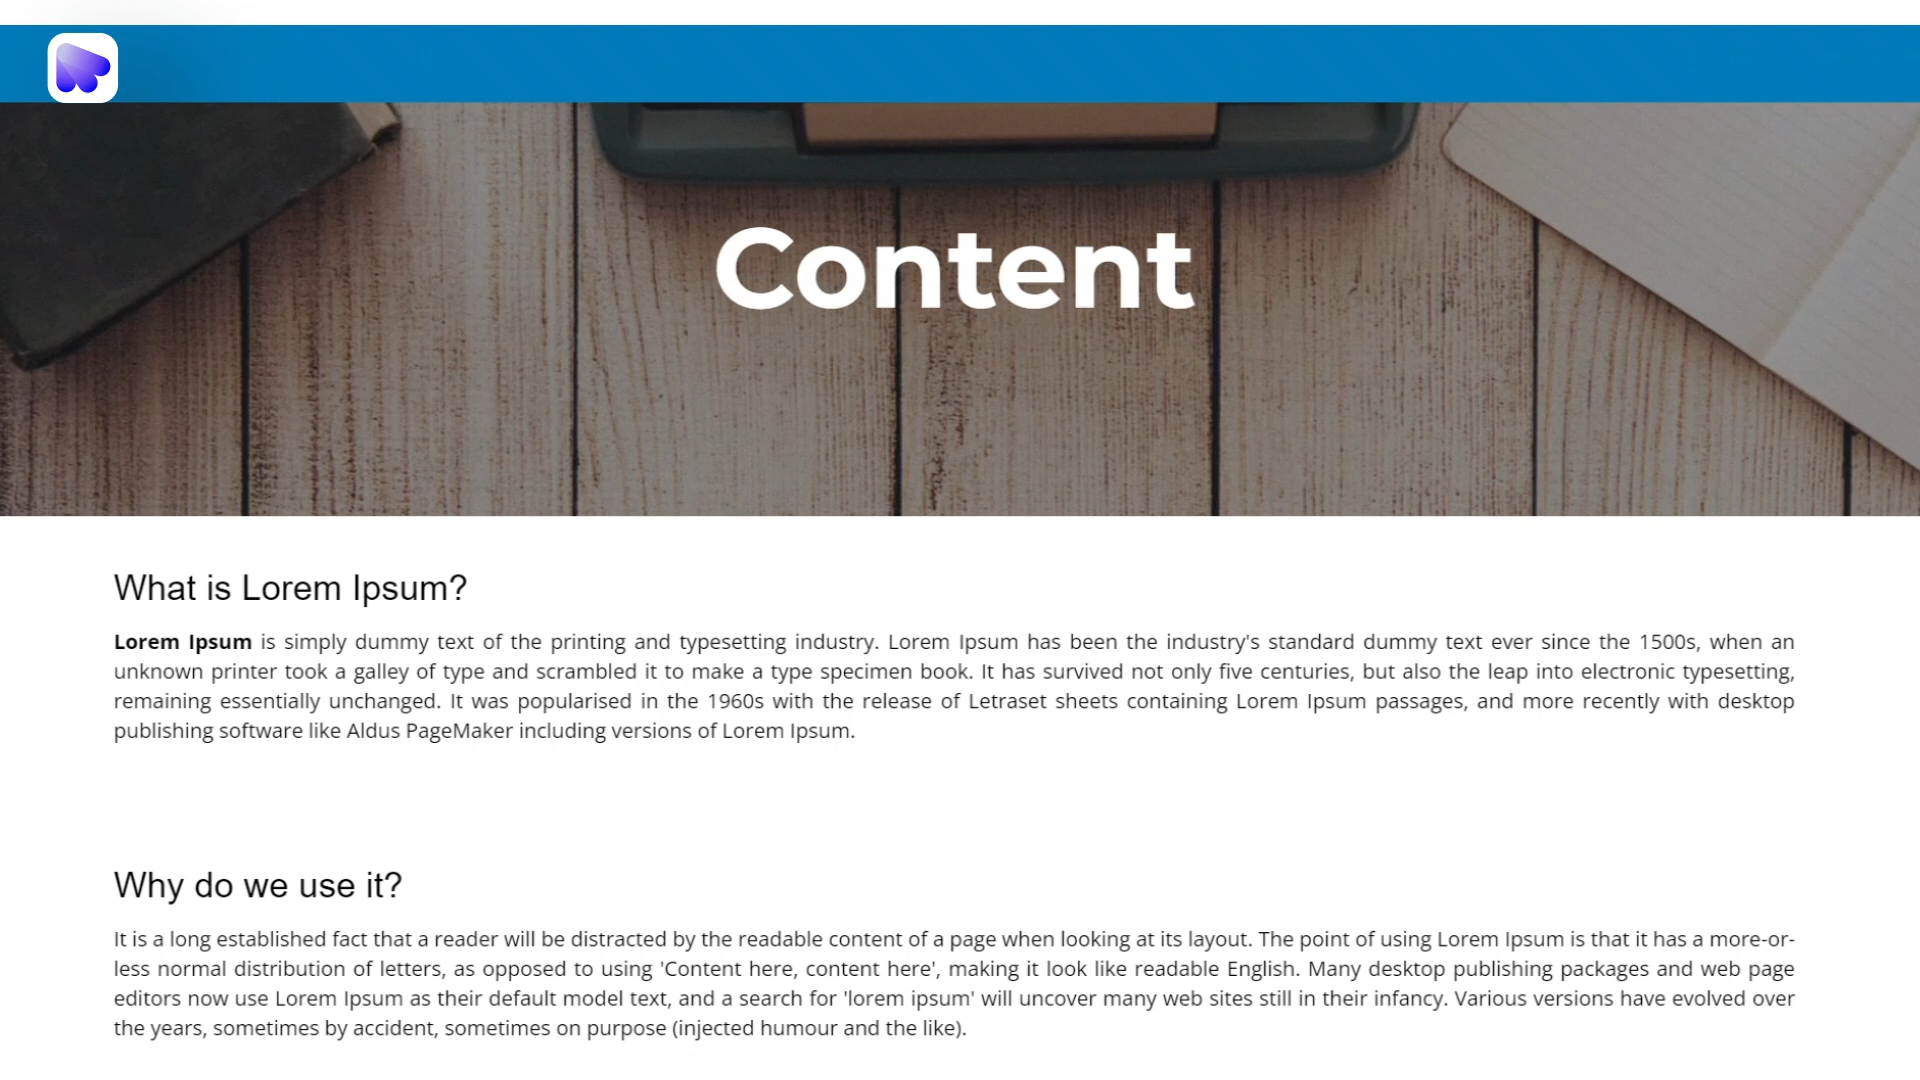 Content
What is Lorem Ipsum?
Lorem Ipsum is simply dummy text of the printing and typesetting industry. Lorem Ipsum has been the industry's standard dummy text ever since the 1500s, when an
unknown printer took a galley of type and scrambled it to make a type specimen book. It has survived not only five centuries, but also the leap into electronic typesetting,
remaining essentially unchanged. It was popularised in the 1960s with the release of Letraset sheets containing Lorem Ipsum passages, and more recently with desktop
publishing software like Aldus PageMaker including versions of Lorem Ipsum.
Why do we use it?
It is a long established fact that a reader will be distracted by the readable content of a page when looking at its layout. The point of using Lorem Ipsum is that it has a more-or-
less normal distribution of letters, as opposed to using 'Content here, content here', making it look like readable English. Many desktop publishing packages and web page
editors now use Lorem Ipsum as their default model text, and a search for 'lorem ipsum' will uncover many web sites still in their infancy. Various versions have evolved over
the years, sometimes by accident, sometimes on purpose (injected humour and the like).